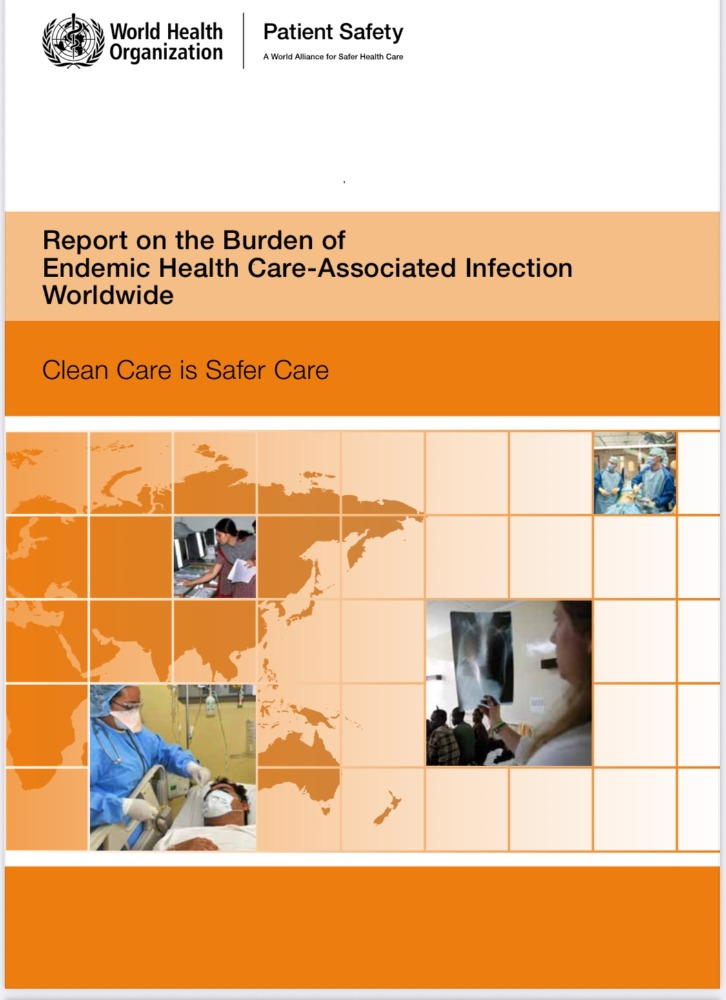 World Health
Organization
Patient Safety
A World Alliance for Safer Health Care
Report on the Burden of
Endemic Health Care-Associated Infection
Worldwide
Clean Care is Safer Care